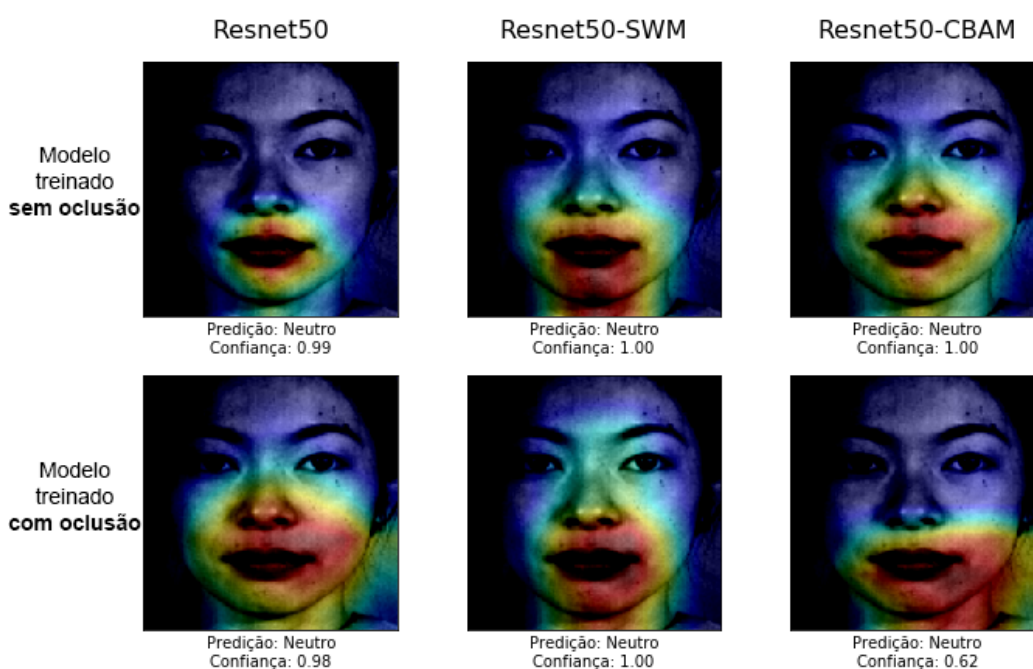 Resnet50
Resnet50-SWM
Resnet50-CBAM
Modelo
treinado
sem oclusão
Predição: Neutro
Confiança: 0.99
Predição: Neutro
Confiança: 1.00
Predição: Neutro
Confiança: 1.00
Modelo
treinado
com oclusão
Predição: Neutro
Confiança: 0.98
Predição: Neutro
Confiança: 1.00
Predição: Neutro
Confiança: 0.62